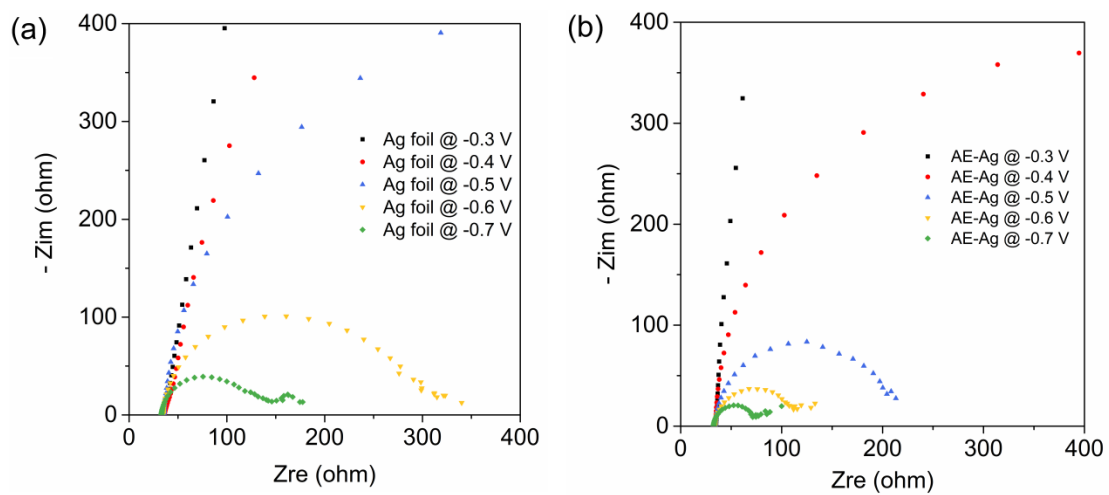 (a)
400
300
200
100
0
- Zim (ohm)
Ag foil @ -0.3 V
Ag foil @ -0.4 V
Ag foil @ -0.5 V
Ag foil @ -0.6 V
Ag foil @ -0.7 V
0 100 200 300 400
Zre (ohm)
(b)
400
300
200
100
0
- Zim (ohm)
AE-Ag @ -0.3 V
AE-Ag @ -0.4 V
AE-Ag @ -0.5 V
AE-Ag @ -0.6 V
AE-Ag @ -0.7 V
0 100 200 300 400
Zre (ohm)